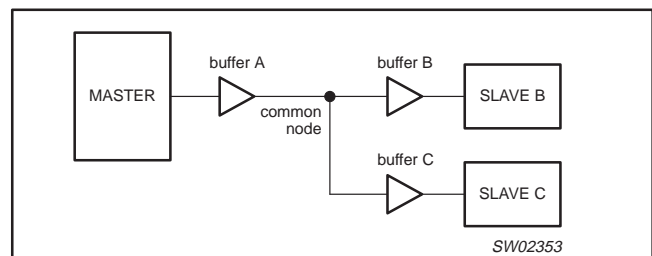 MASTER
buffer A
common
node
buffer B
SLAVE B
buffer C
SLAVE C
SW02353